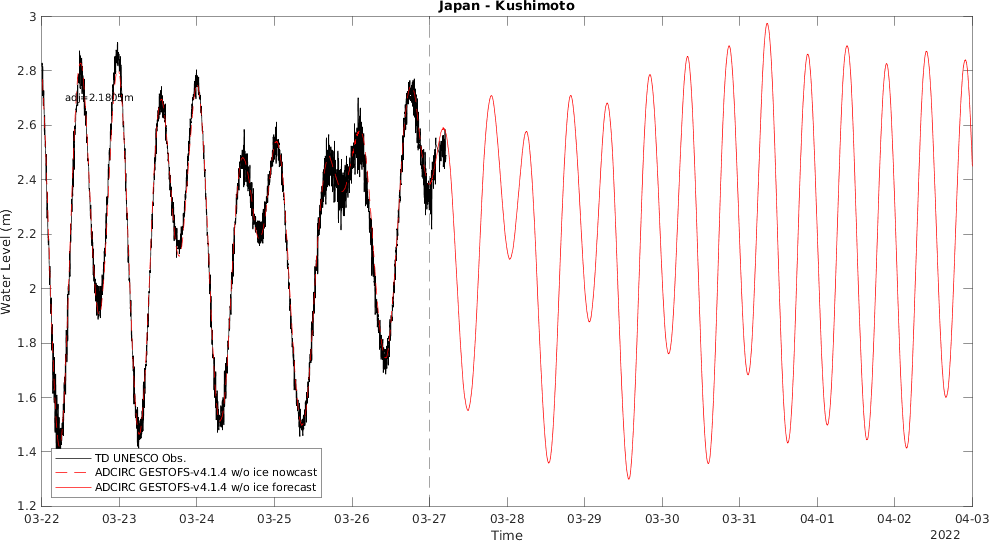 Japan - Kushimoto
3
2.8
2.6
2.4
2.2
2
1.8
1.6
1.4
1.2
Water Level (m)
adj=2.1805m
TD UNESCO Obs.
ADCIRC GESTOFS-v4.1.4 w/o ice nowcast
ADCIRC GESTOFS-v4.1.4 w/o ice forecast
03-22 03-23 03-24 03-25 03-26 03-27 03-28 03-29 03-30 03-31 04-01 04-02 04-03
Time
2022